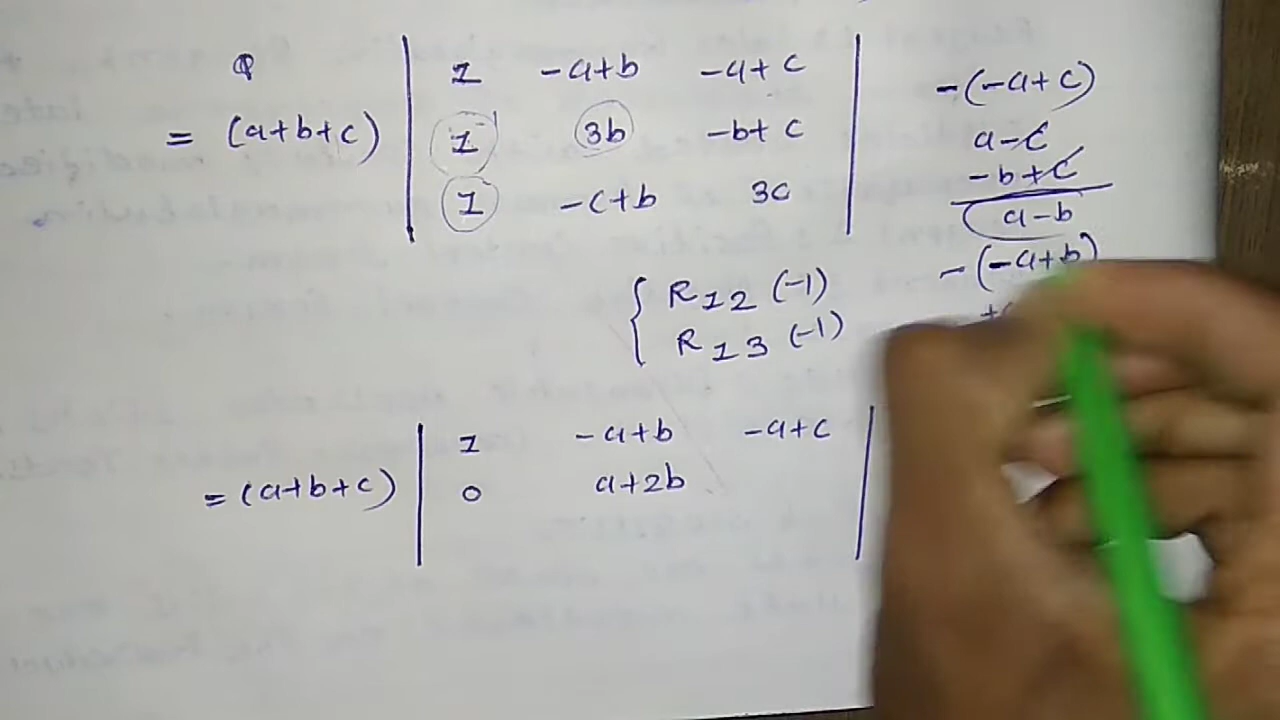 1 -a+b -a+c
= (a+b+c) 1 3b -b+c
1 -c+b 3c
-(-a+c)
a-c
-b+c
a-b
-(-a+b)
{ R12 (-1)
R13 (-1)
1 -a+b -a+c
= (a+b+c) 0 a+2b